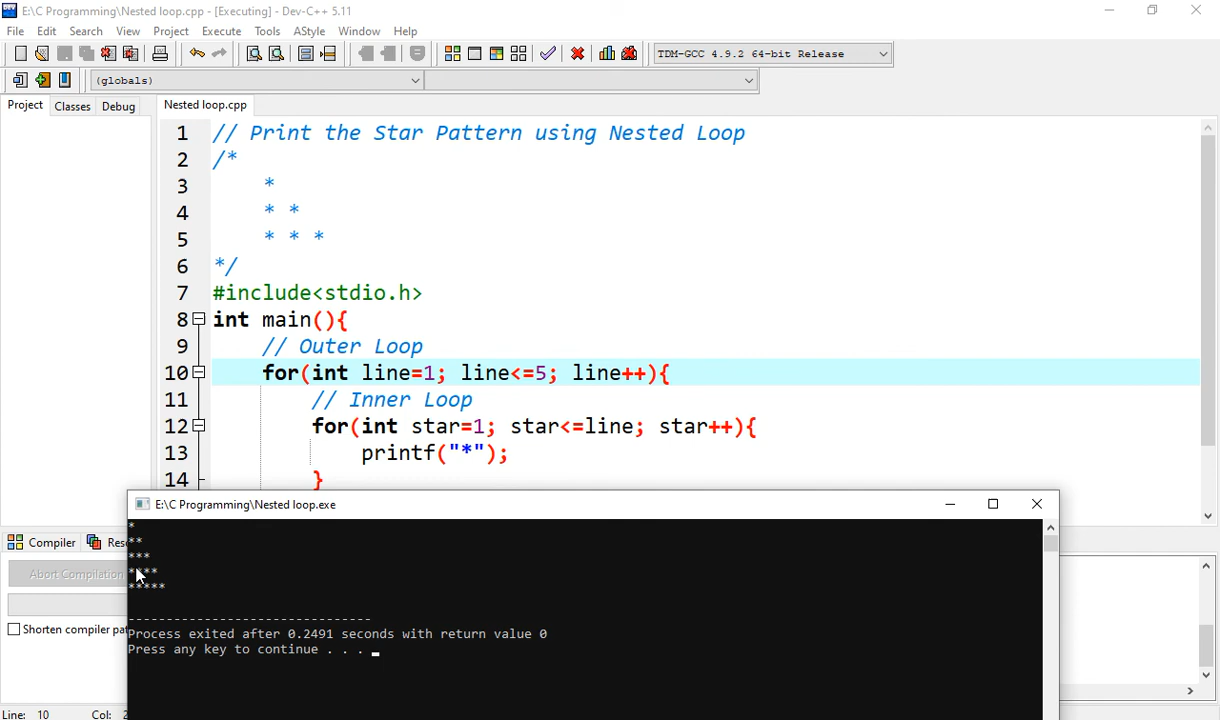 E:\C Programming\Nested loop.cpp - [Executing] - Dev-C++ 5.11
File Edit Search View Project Execute Tools AStyle Window Help
TDM-GCC 4.9.2 64-bit Release
(globals)
Project Classes Debug Nested loop.cpp
1 // Print the Star Pattern using Nested Loop
2 /*
3 *
4 * *
5 * * *
6 */
7 #include<stdio.h>
8 int main(){
9 // Outer Loop
10 for(int line=1; line<=5; line++){
11 // Inner Loop
12 for(int star=1; star<=line; star++){
13 printf("*");
14 }
E:\C Programming\Nested loop.exe
*
**
***
****
*****
--------------------------------
Process exited after 0.2491 seconds with return value 0
Press any key to continue . . .
Compiler
Abort Compilation
Shorten compiler
Line: 10 Col: